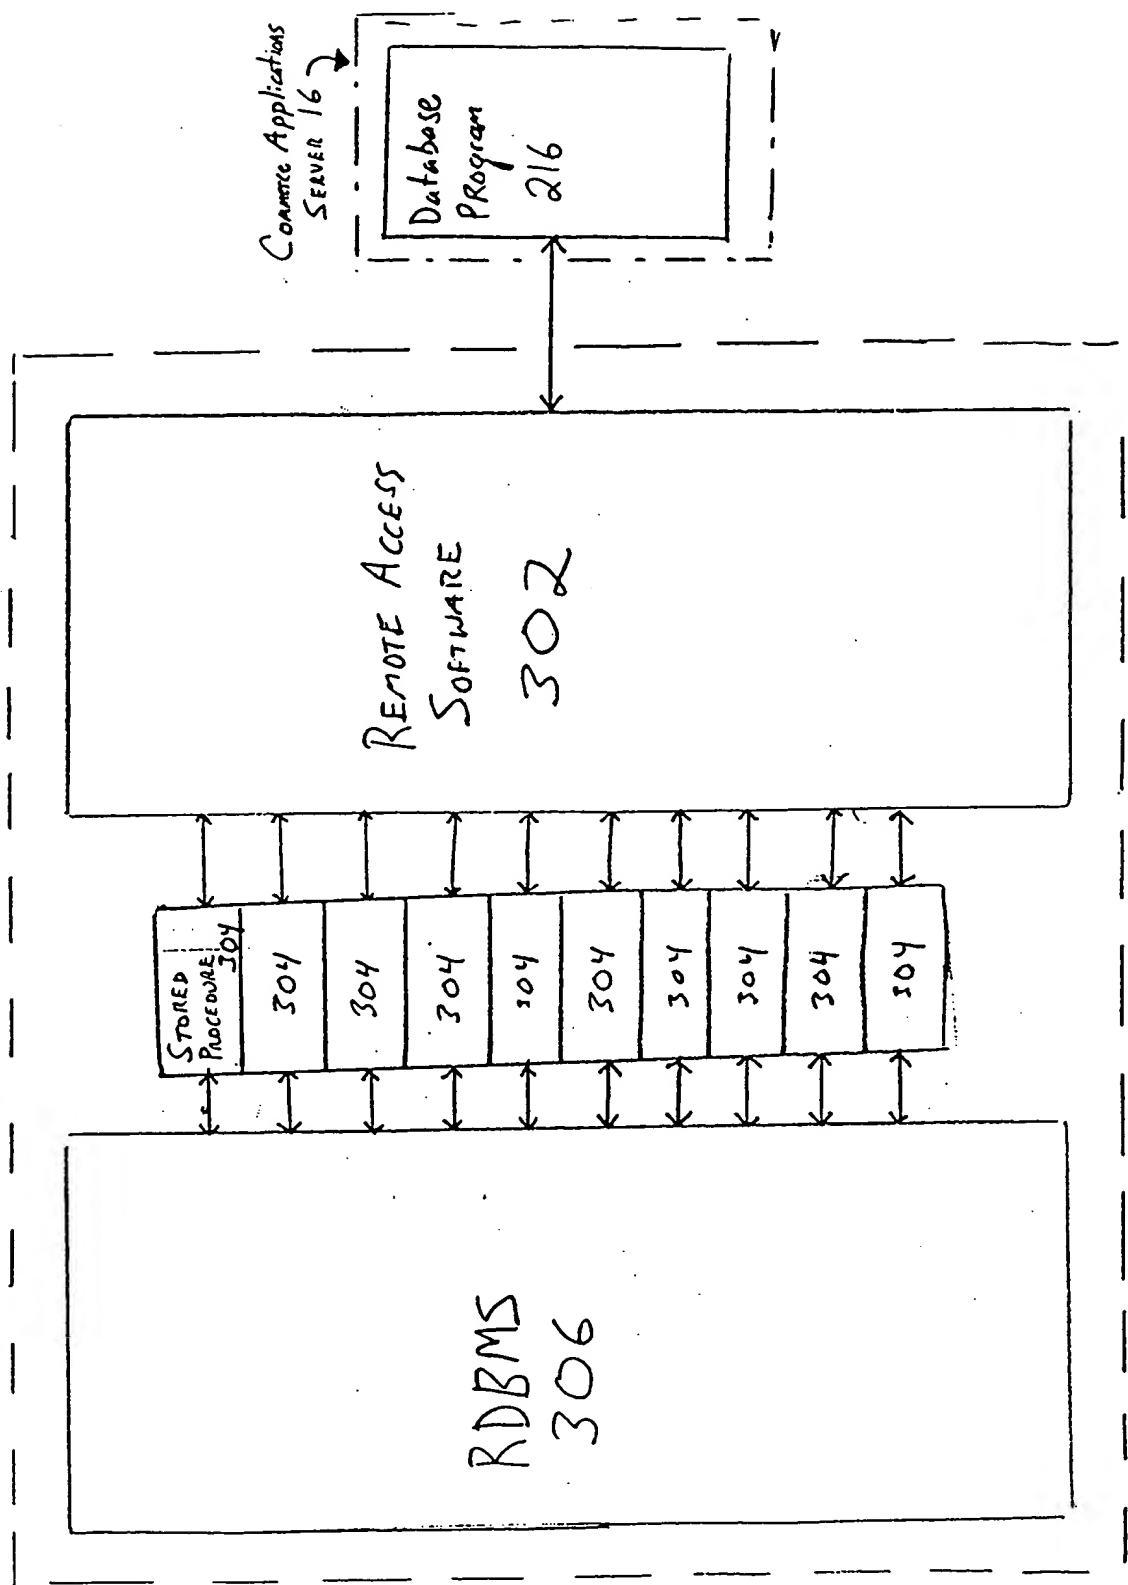 Commerce Applications
SERVER 16
Database
PROgram
216
REMOTE ACCESS
SOFTWARE
302
STORED
PROCEDURE
304
304
304
304
304
304
304
304
304
304
RDBMS
306